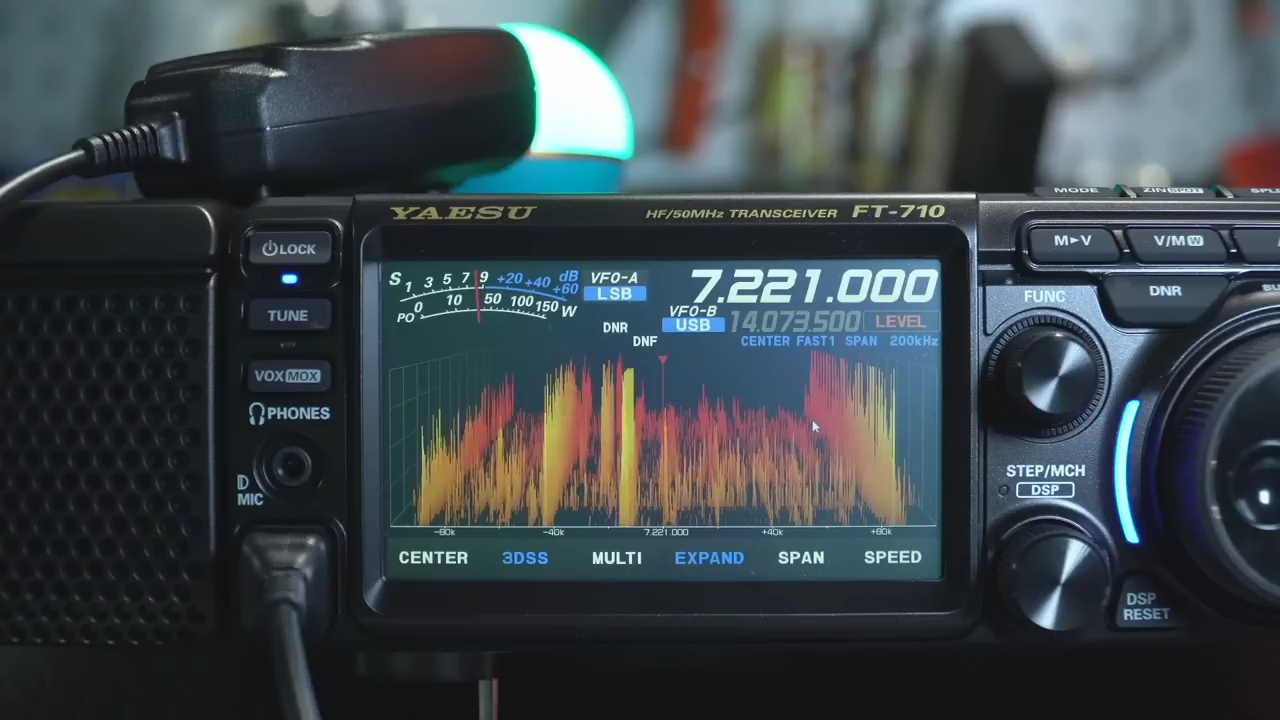 MODE ZIN SPOT SPL
YAESU HF/50MHz TRANSCEIVER FT-710
LOCK
TUNE
VOX MOX
PHONES
MIC
S 1 3 5 7 9 +20 +40 +60 dB
PO 0 10 50 100 150 W
VFO-A
LSB
7.221.000
VFO-B
USB
14.073.500
LEVEL
DNR
DNF
CENTER FAST1 SPAN 200kHz
-80k -40k 7.221.000 +40k +80k
CENTER 3DSS MULTI EXPAND SPAN SPEED
M►V V/M W
FUNC
DNR
STEP/MCH
DSP
DSP
RESET